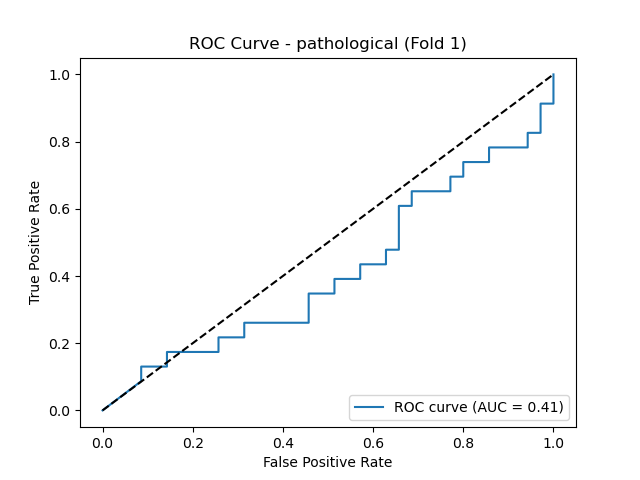 ROC Curve - pathological (Fold 1)
1.0
0.8
0.6
0.4
0.2
0.0
True Positive Rate
ROC curve (AUC = 0.41)
0.0 0.2 0.4 0.6 0.8 1.0
False Positive Rate